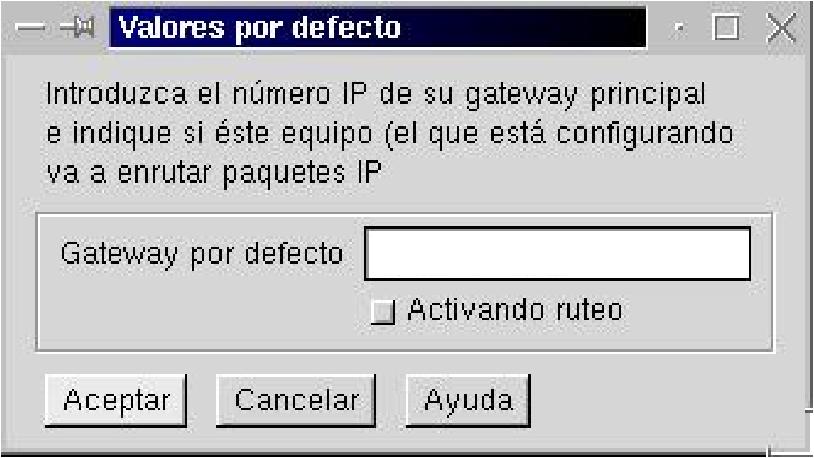 Valores por defecto
Introduzca el número IP de su gateway principal
e indique si éste equipo (el que está configurando
va a enrutar paquetes IP
Gateway por defecto
Activando ruteo
Aceptar Cancelar Ayuda